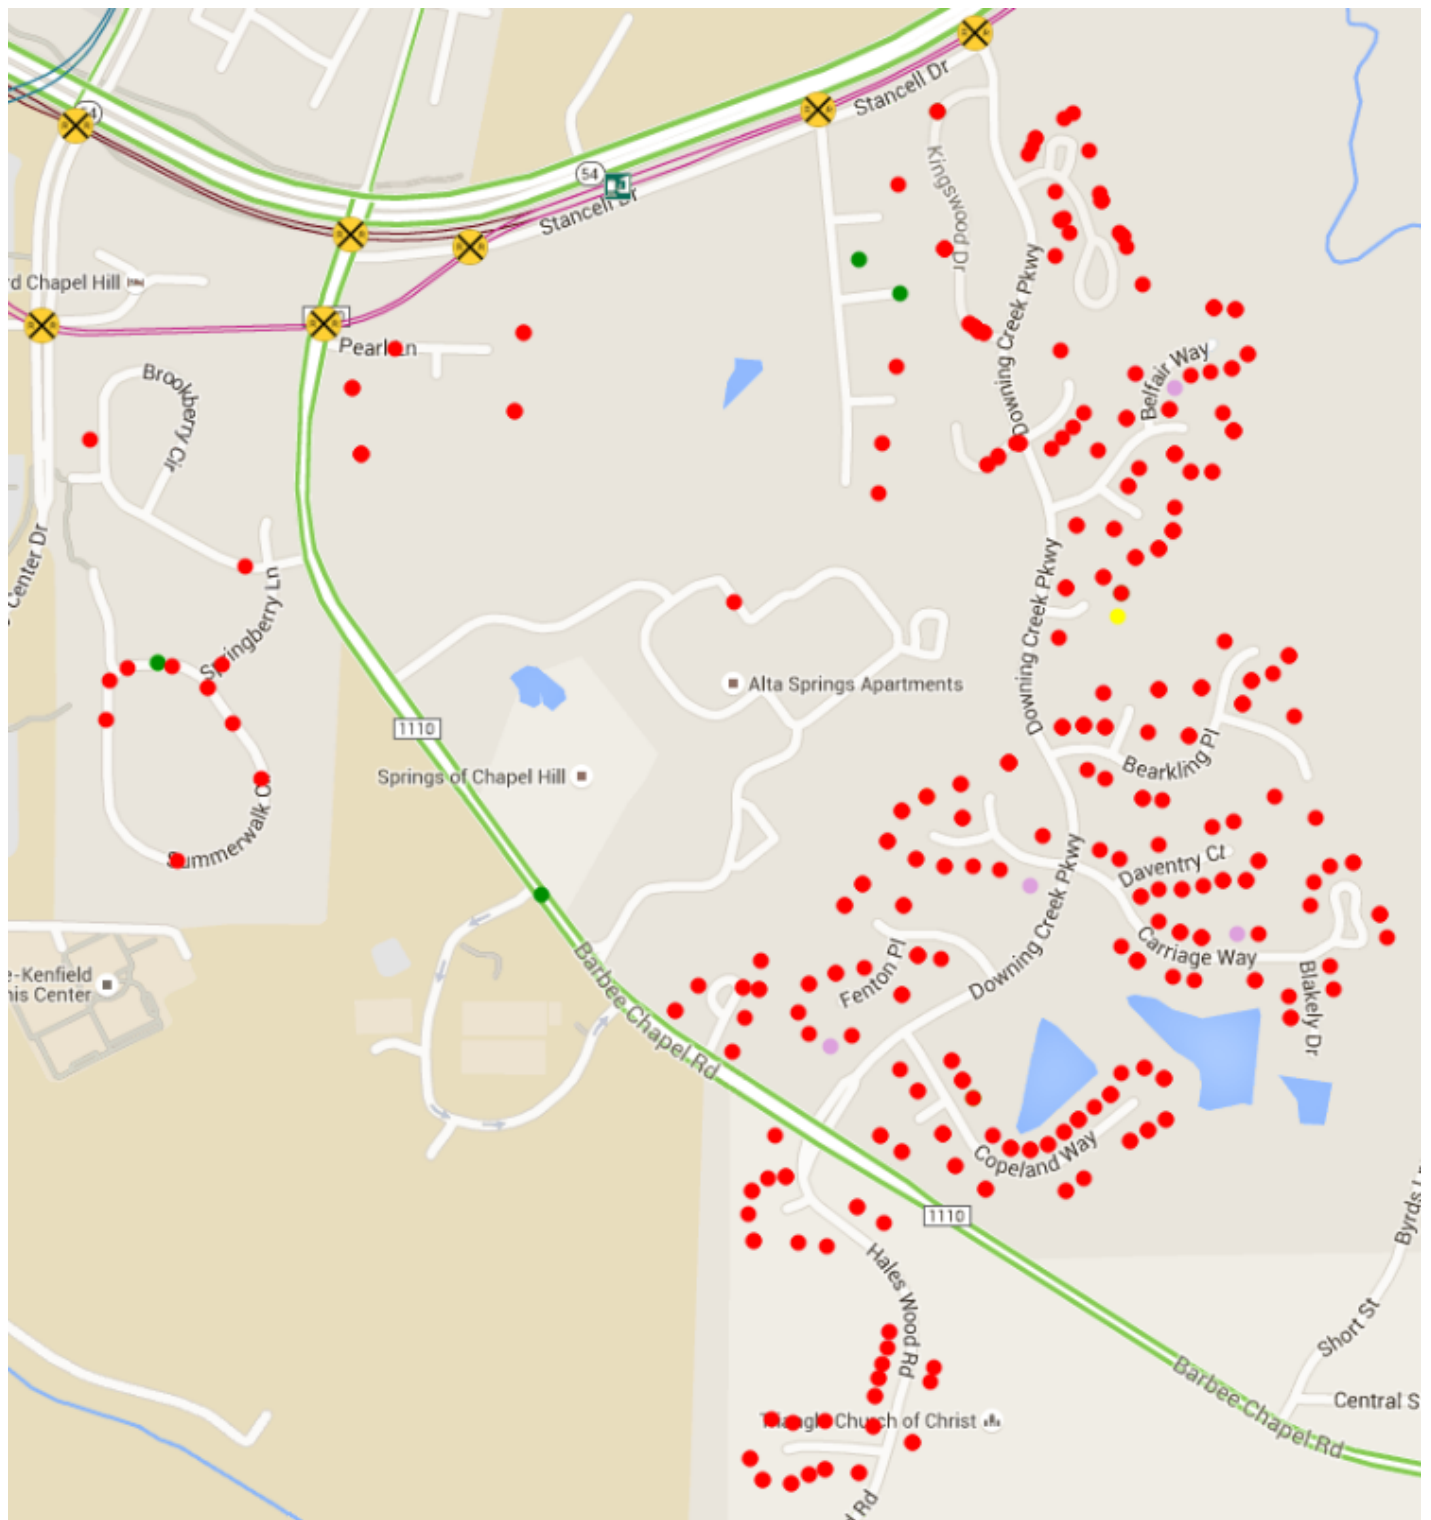 54
Stancell Dr
54
Stancell Dr
Kingswood Dr
rd Chapel Hill
Pearl Ln
Downing Creek Pkwy
Brookberry Cir
Belfair Way
Center Dr
Springberry Ln
Downing Creek Pkwy
Alta Springs Apartments
1110
Springs of Chapel Hill
Bearkling Pl
Summerwalk C
Daventry Ct
Downing Creek Pkwy
Carriage Way
e-Kenfield
nis Center
Fenton Pl
Barbee Chapel Rd
Blakely Dr
Copeland Way
1110
Byrds L
Hales Wood Rd
Short St
Barbee Chapel Rd
Central S
Triangle Church of Christ
d Rd